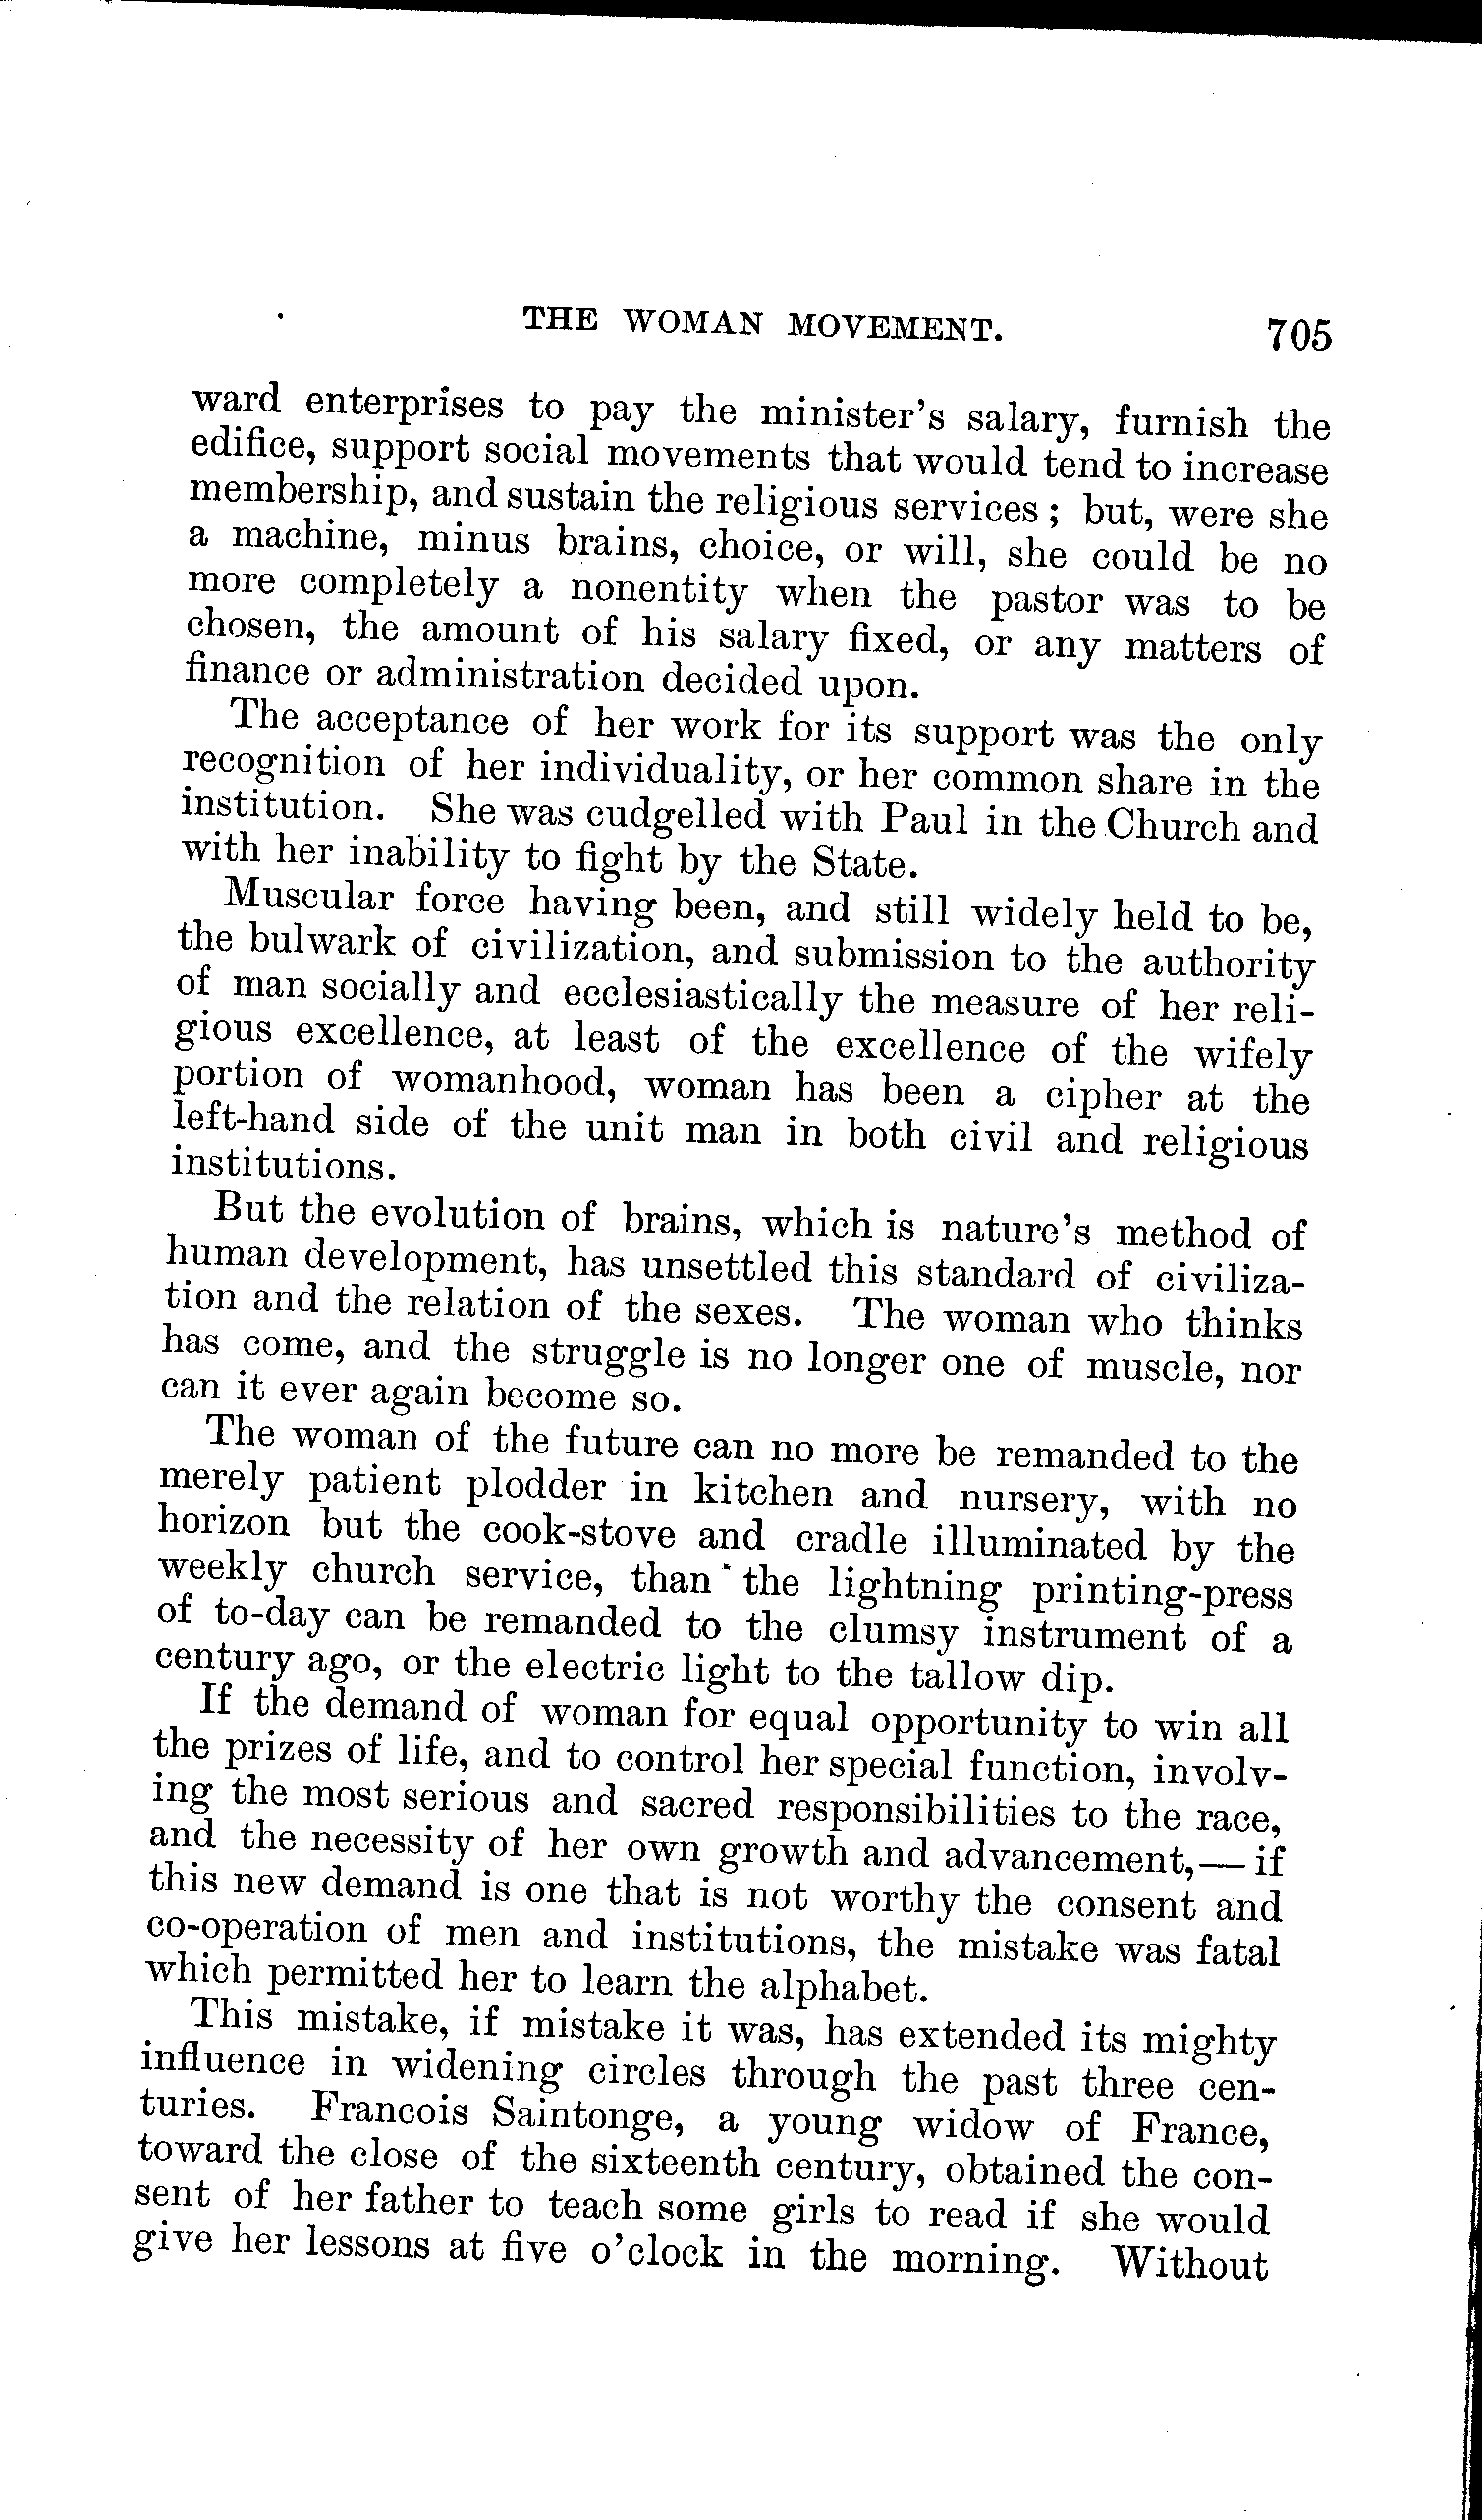 THE WOMAN MOVEMENT. 705
ward enterprises to pay the minister's salary, furnish the
edifice, support social movements that would tend to increase
membership, and sustain the religious services; but, were she
a machine, minus brains, choice, or will, she could be no
more completely a nonentity when the pastor was to be
chosen, the amount of his salary fixed, or any matters of
finance or administration decided upon.
The acceptance of her work for its support was the only
recognition of her individuality, or her common share in the
institution. She was cudgelled with Paul in the Church and
with her inability to fight by the State.
Muscular force having been, and still widely held to be,
the bulwark of civilization, and submission to the authority
of man socially and ecclesiastically the measure of her reli-
gious excellence, at least of the excellence of the wifely
portion of womanhood, woman has been a cipher at the
left-hand side of the unit man in both civil and religious
institutions.
But the evolution of brains, which is nature's method of
human development, has unsettled this standard of civiliza-
tion and the relation of the sexes. The woman who thinks
has come, and the struggle is no longer one of muscle, nor
can it ever again become so.
The woman of the future can no more be remanded to the
merely patient plodder in kitchen and nursery, with no
horizon but the cook-stove and cradle illuminated by the
weekly church service, than the lightning printing-press
of to-day can be remanded to the clumsy instrument of a
century ago, or the electric light to the tallow dip.
If the demand of woman for equal opportunity to win all
the prizes of life, and to control her special function, involv-
ing the most serious and sacred responsibilities to the race,
and the necessity of her own growth and advancement,— if
this new demand is one that is not worthy the consent and
co-operation of men and institutions, the mistake was fatal
which permitted her to learn the alphabet.
This mistake, if mistake it was, has extended its mighty
influence in widening circles through the past three cen-
turies. Francois Saintonge, a young widow of France,
toward the close of the sixteenth century, obtained the con-
sent of her father to teach some girls to read if she would
give her lessons at five o'clock in the morning. Without